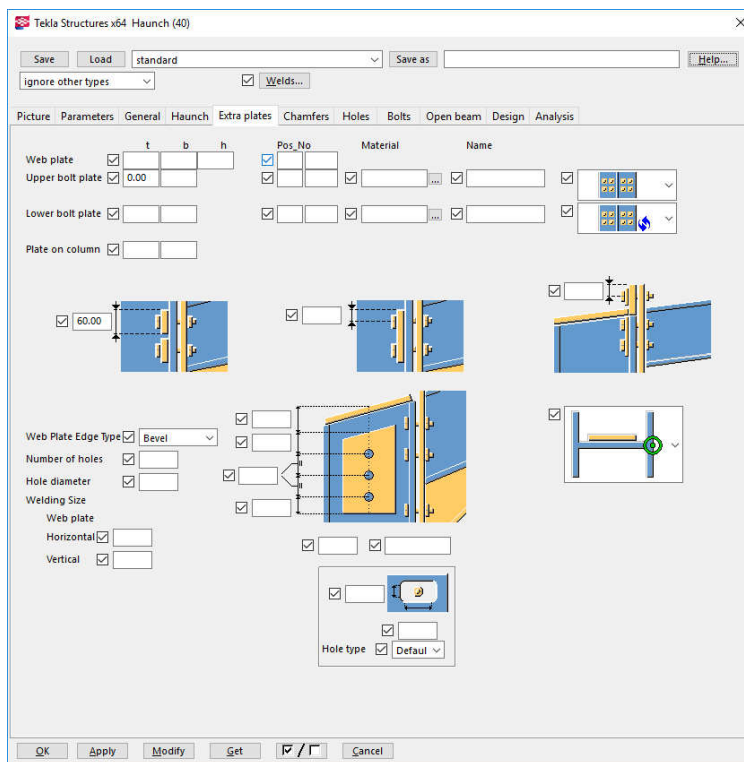 Tekla Structures x64 Haunch (40)
Save Load standard Save as Help...
ignore other types Welds...
Picture Parameters General Haunch Extra plates Chamfers Holes Bolts Open beam Design Analysis
t b h Pos_No Material Name
Web plate
Upper bolt plate 0.00 ...
Lower bolt plate ...
Plate on column
60.00
Web Plate Edge Type Bevel
Number of holes
Hole diameter
Welding Size
Web plate
Horizontal
Vertical
Hole type Defaul
OK Apply Modify Get / Cancel